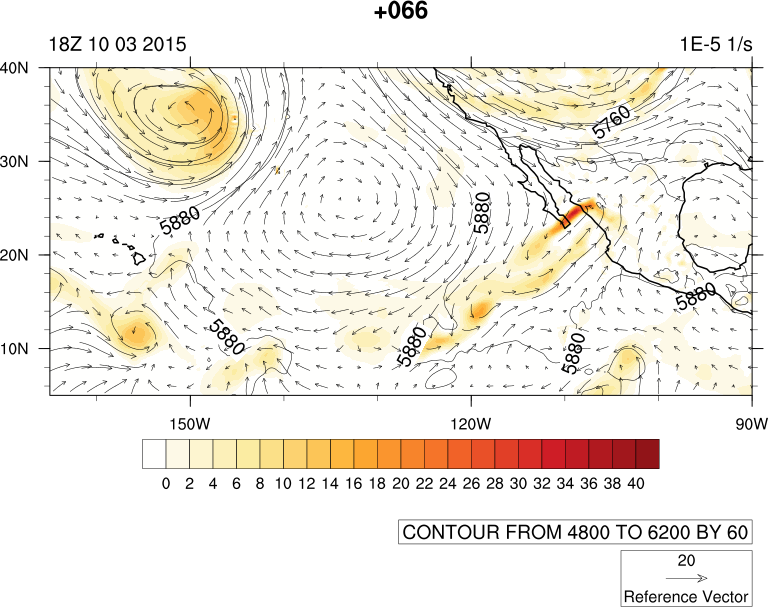 +066
18Z 10 03 2015 1E-5 1/s
40N
30N
20N
10N
5760
5880
5880
5880
5880
5880
5880
150W 120W 90W
0 2 4 6 8 10 12 14 16 18 20 22 24 26 28 30 32 34 36 38 40
CONTOUR FROM 4800 TO 6200 BY 60
20
Reference Vector